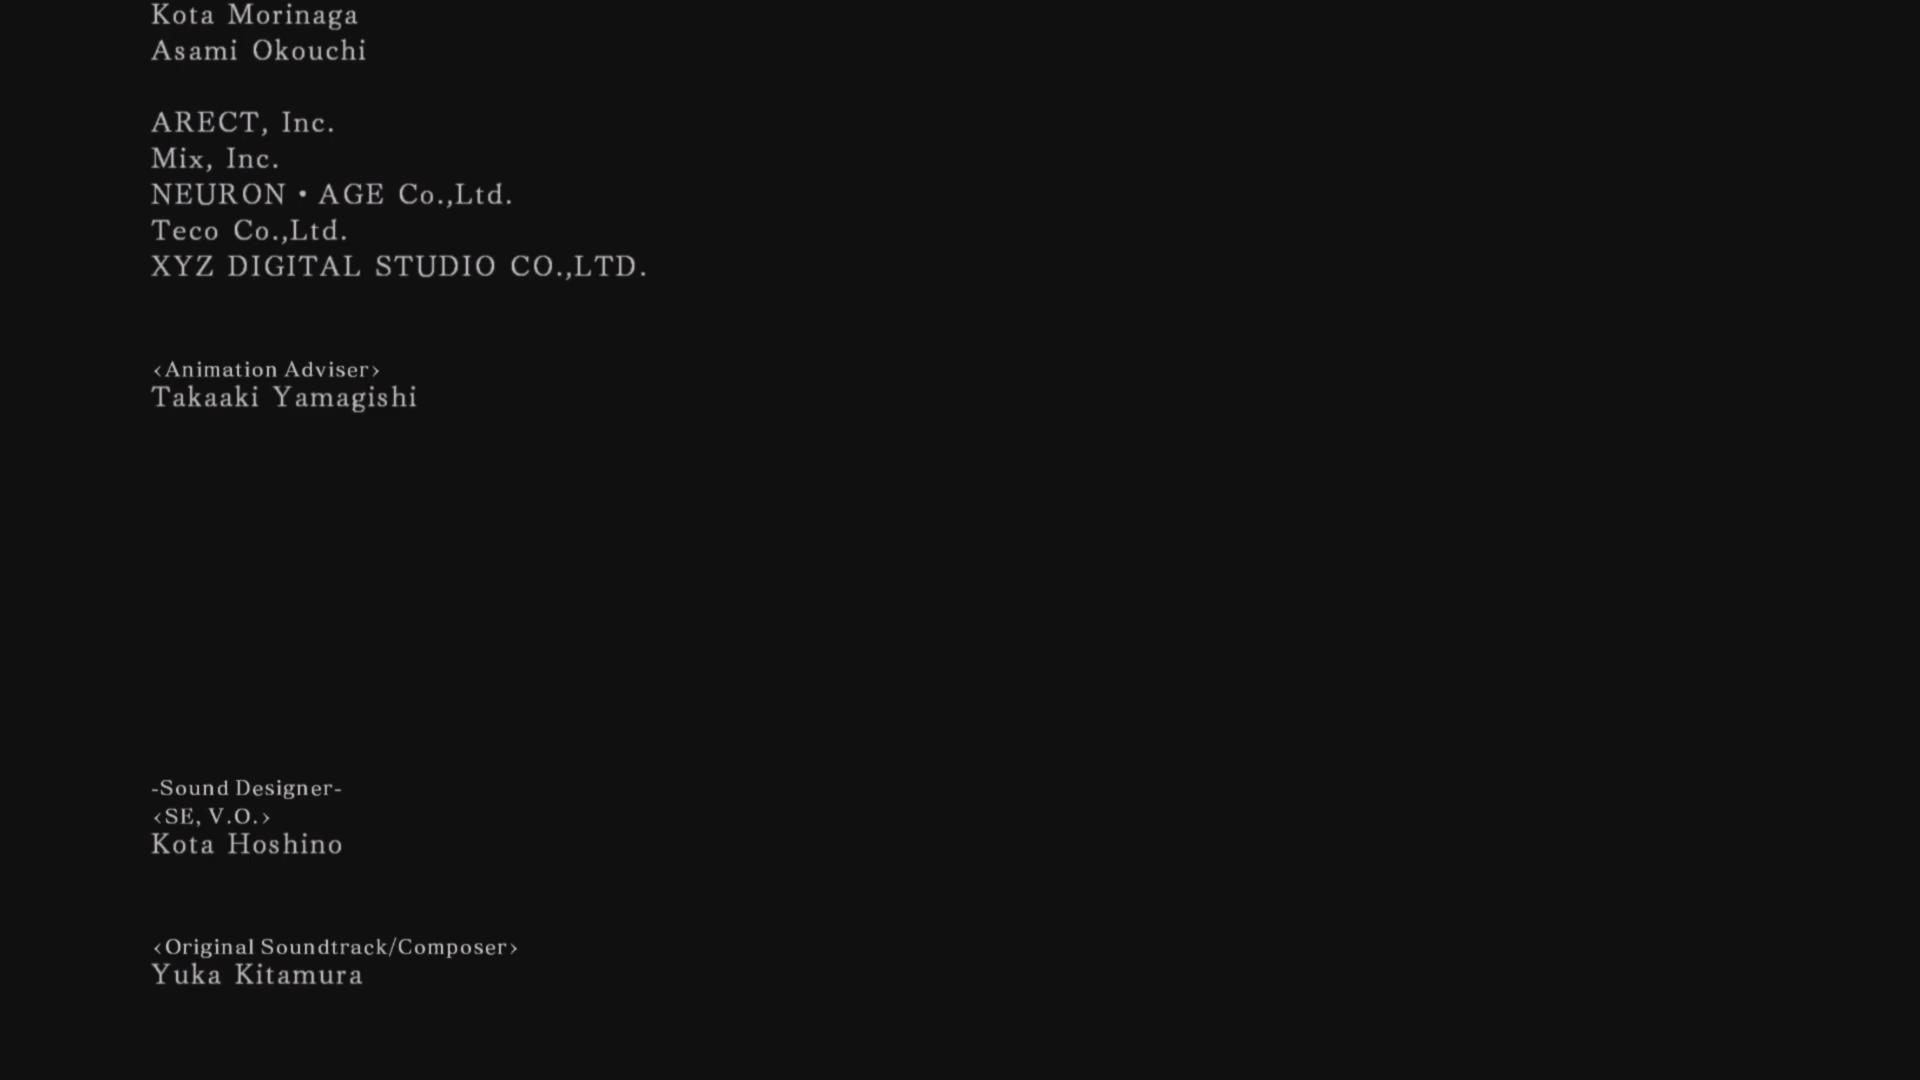 Kota Morinaga
Asami Okouchi
ARECT, Inc.
Mix, Inc.
NEURON・AGE Co.,Ltd.
Teco Co.,Ltd.
XYZ DIGITAL STUDIO CO.,LTD.
‹Animation Adviser›
Takaaki Yamagishi
-Sound Designer-
‹SE, V.O.›
Kota Hoshino
‹Original Soundtrack/Composer›
Yuka Kitamura